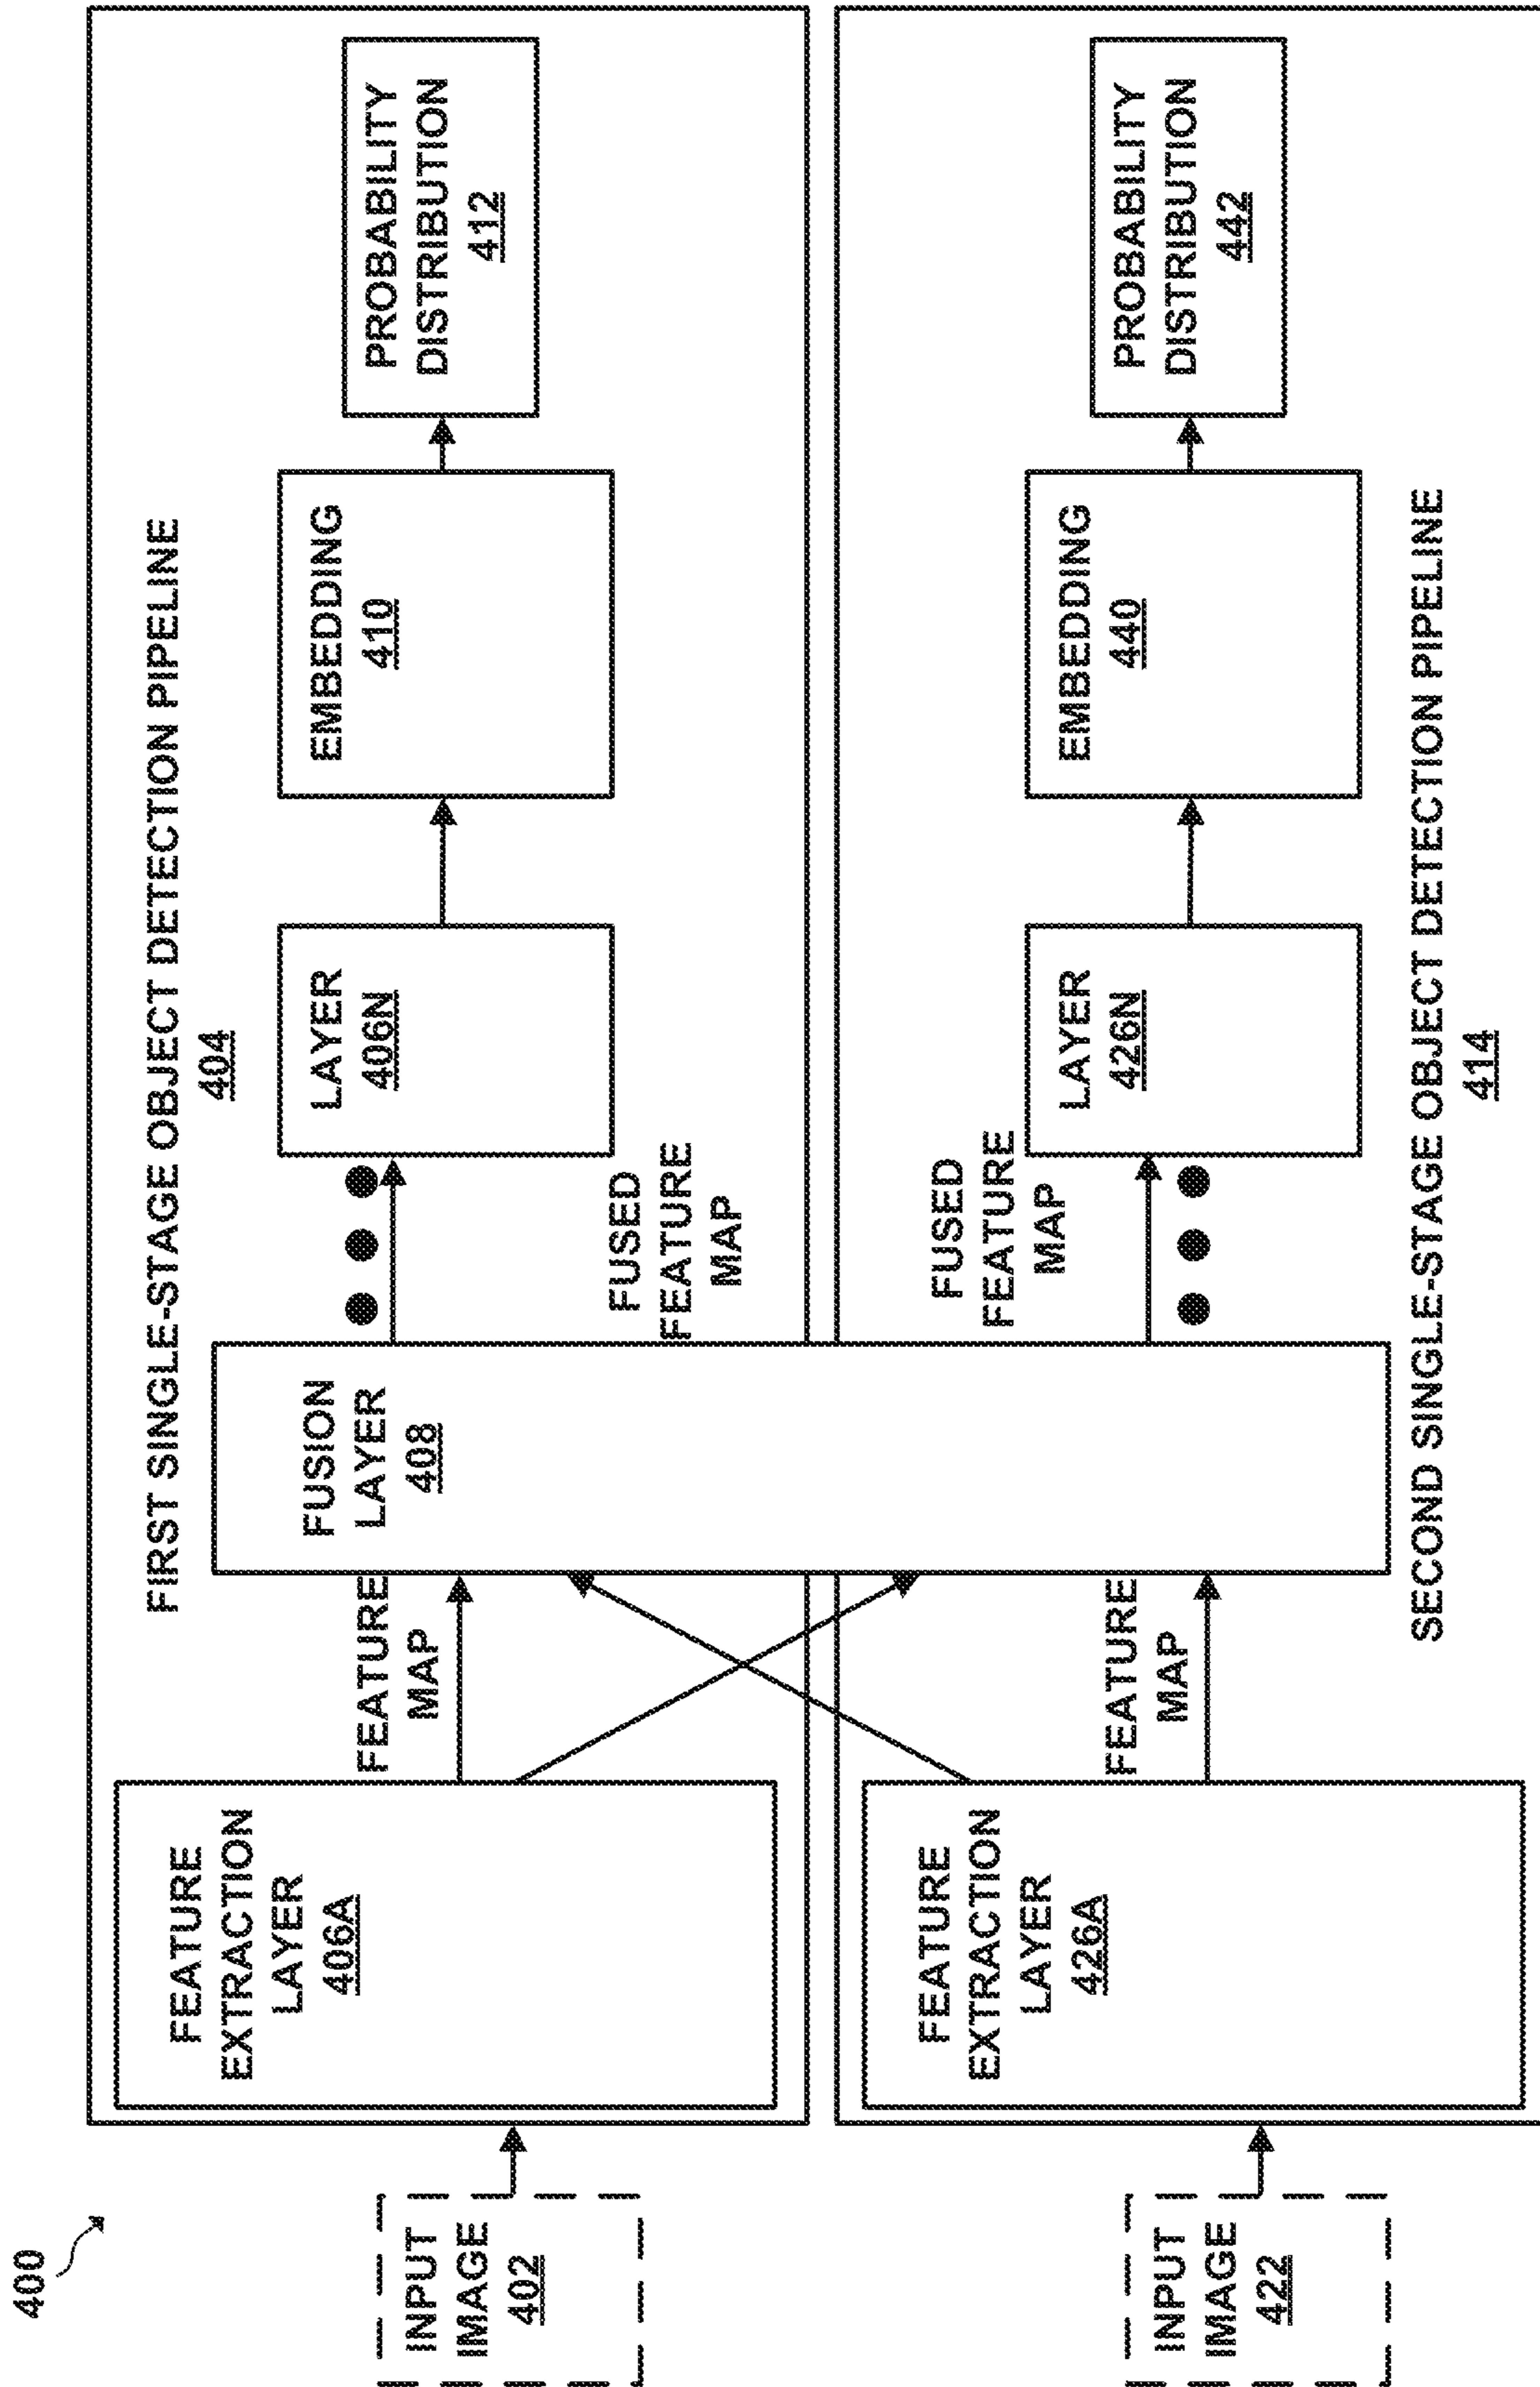 400
INPUT
IMAGE
402
FIRST SINGLE-STAGE OBJECT DETECTION PIPELINE
404
FEATURE
EXTRACTION
LAYER
406A
FEATURE
MAP
FUSION
LAYER
408
FUSED
FEATURE
MAP
LAYER
406N
EMBEDDING
410
PROBABILITY
DISTRIBUTION
412
INPUT
IMAGE
422
FEATURE
EXTRACTION
LAYER
426A
FEATURE
MAP
FUSED
FEATURE
MAP
LAYER
426N
EMBEDDING
440
PROBABILITY
DISTRIBUTION
442
SECOND SINGLE-STAGE OBJECT DETECTION PIPELINE
414